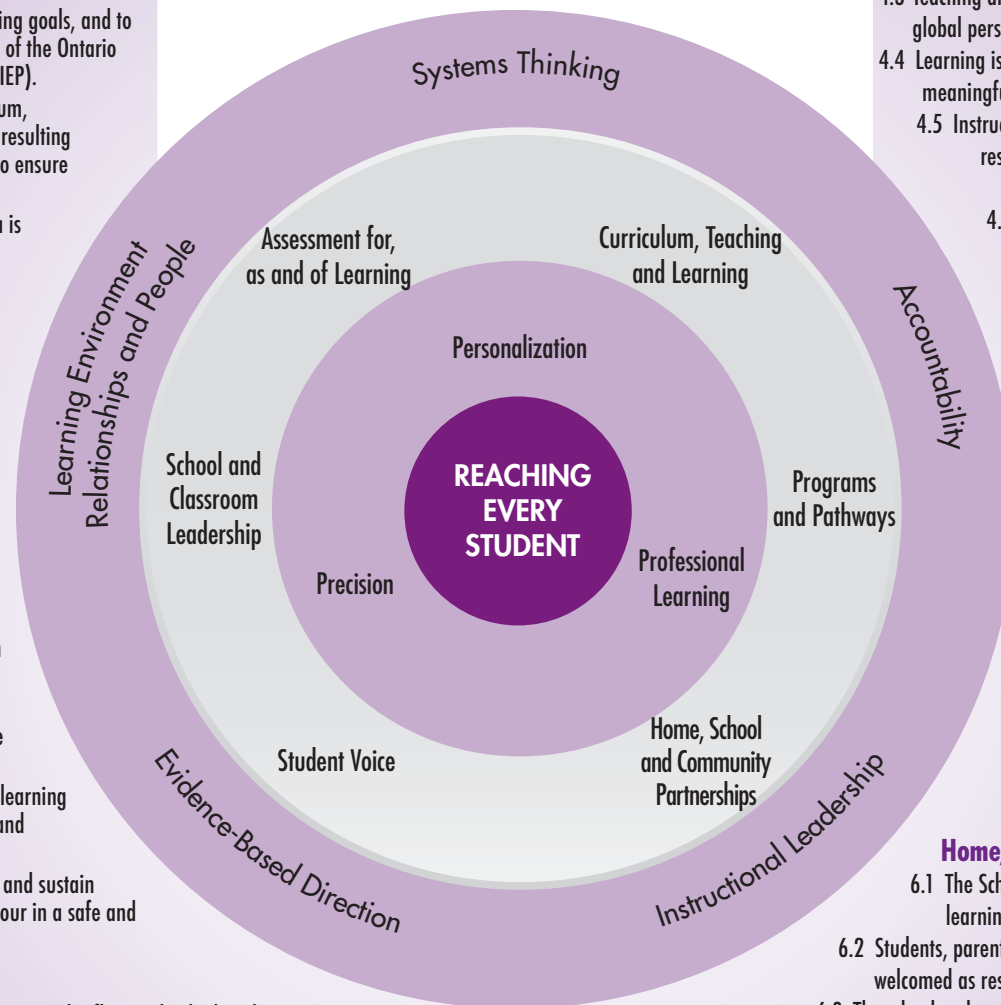 ing goals, and to
of the Ontario
IEP).
um,
resulting
o ensure
is
global pers
4.4 Learning is
meaningfu
4.5 Instruc
res
4.
Systems Thinking
Learning Environment
Relationships and People
Accountability
Assessment for,
as and of Learning
Curriculum, Teaching
and Learning
Personalization
School and
Classroom
Leadership
REACHING
EVERY
STUDENT
Programs
and Pathways
Precision
Professional
Learning
Student Voice
Home, School
and Community
Partnerships
Evidence-Based Direction
Instructional Leadership
learning
and
and sustain
our in a safe and
Home,
6.1 The Sch
learnin
6.2 Students, paren
welcomed as res